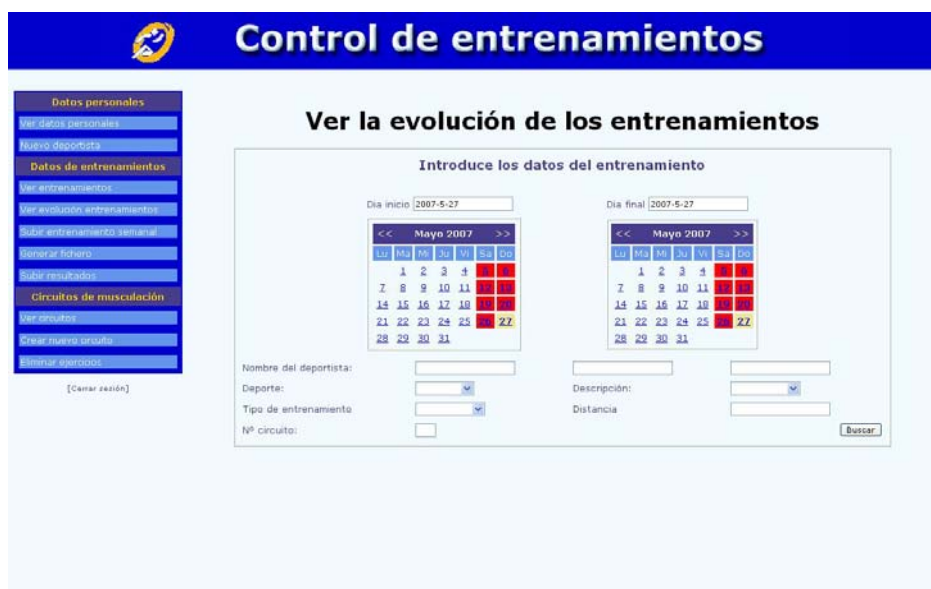 Control de entrenamientos
Datos personales
Ver datos personales
Nuevo deportista
Datos de entrenamientos
Ver entrenamientos
Ver evolución entrenamientos
Subir entrenamiento semanal
Generar fichero
Subir resultados
Circuitos de musculación
Ver circuitos
Crear nuevo circuito
Eliminar ejercicios
[Cerrar sesión]
Ver la evolución de los entrenamientos
Introduce los datos del entrenamiento
Dia inicio 2007-5-27
<< Mayo 2007 >>
Lu Ma Mi Ju Vi Sa Do
1 2 3 4 5 6
7 8 9 10 11 12 13
14 15 16 17 18 19 20
21 22 23 24 25 26 27
28 29 30 31
Dia final 2007-5-27
<< Mayo 2007 >>
Lu Ma Mi Ju Vi Sa Do
1 2 3 4 5 6
7 8 9 10 11 12 13
14 15 16 17 18 19 20
21 22 23 24 25 26 27
28 29 30 31
Nombre del deportista:
Deporte: Descripción:
Tipo de entrenamiento Distancia
Nº circuito: Buscar